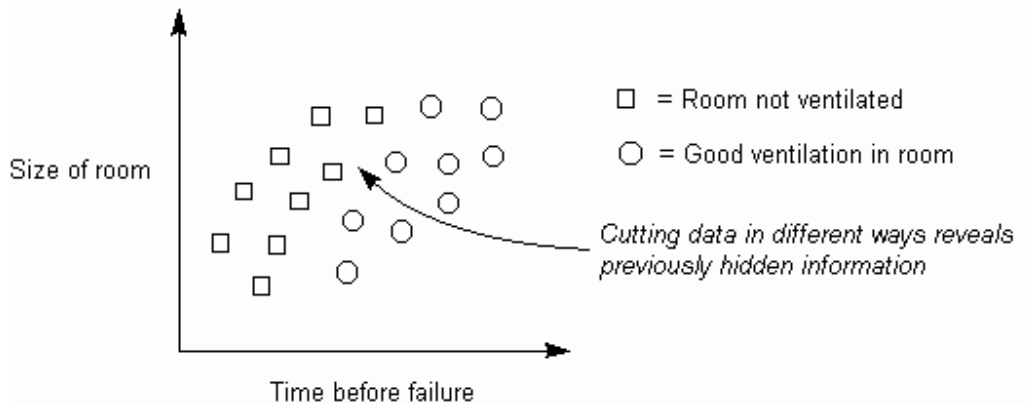 = Room not ventilated
= Good ventilation in room
Size of room
Cutting data in different ways reveals
previously hidden information
Time before failure